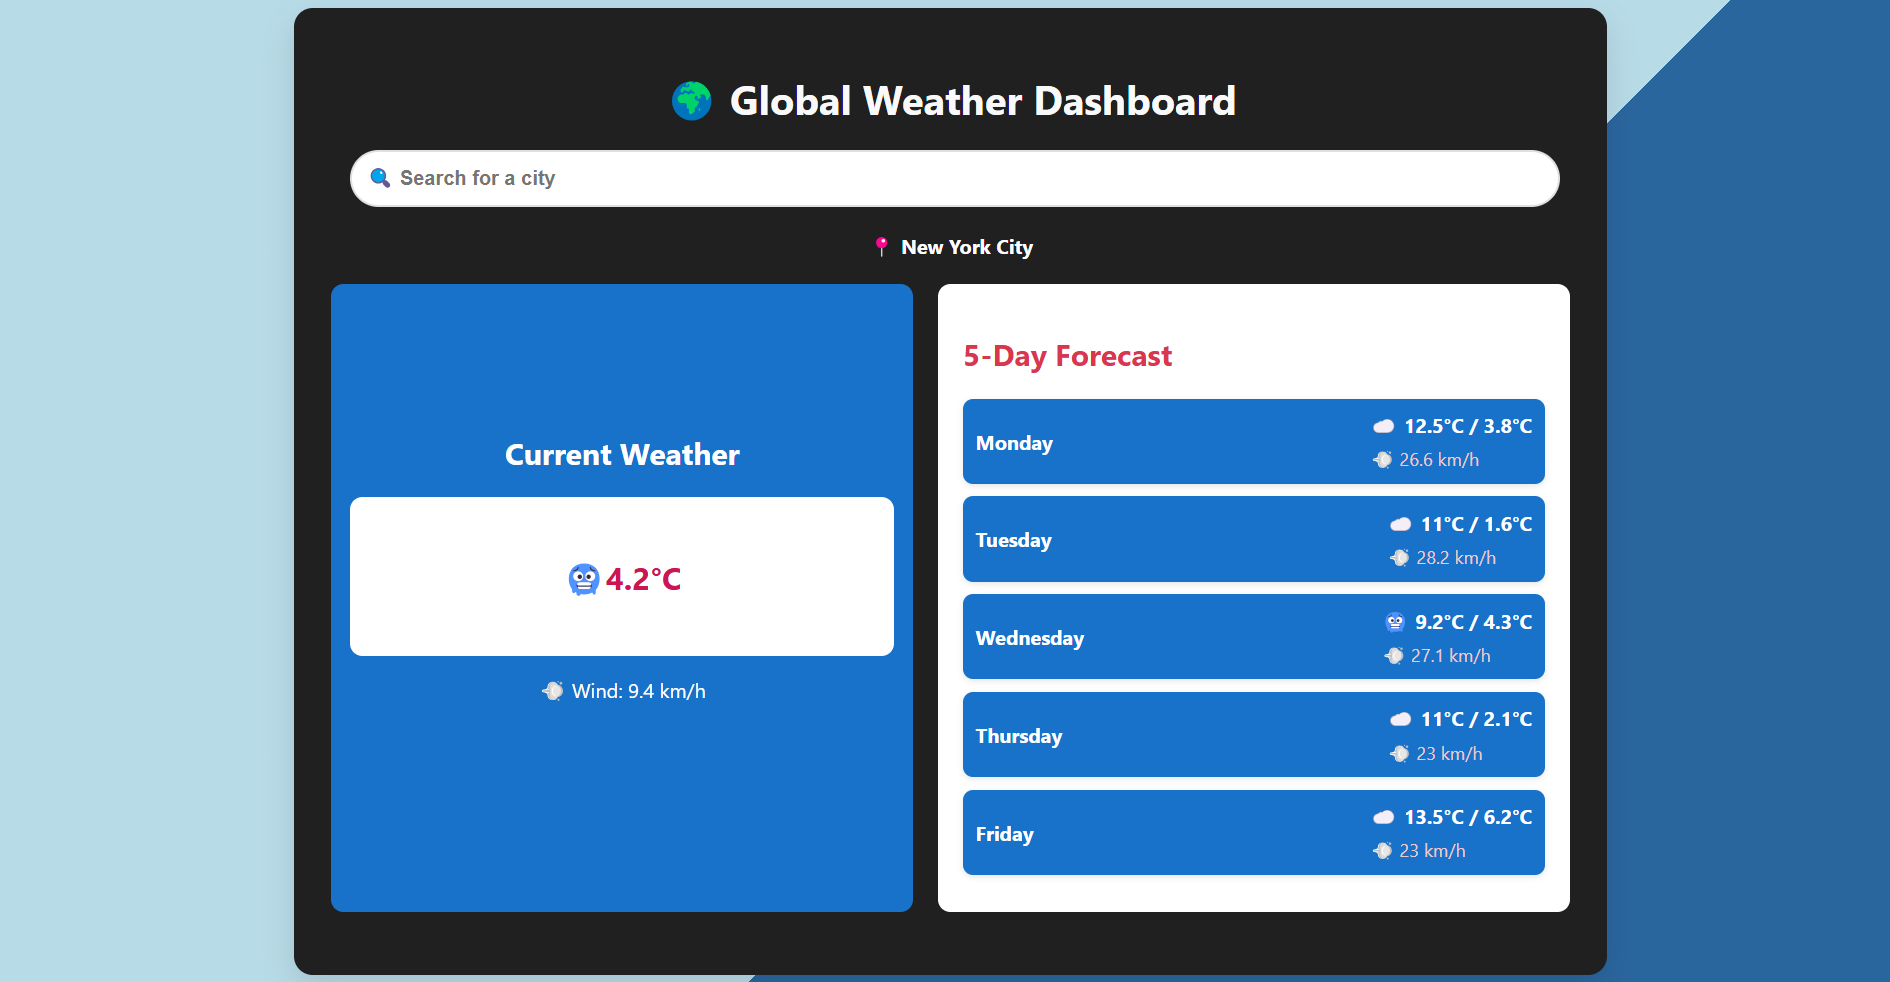 Global Weather Dashboard
Search for a city
New York City
Current Weather
4.2°C
Wind: 9.4 km/h
5-Day Forecast
Monday
12.5°C / 3.8°C
26.6 km/h
Tuesday
11°C / 1.6°C
28.2 km/h
Wednesday
9.2°C / 4.3°C
27.1 km/h
Thursday
11°C / 2.1°C
23 km/h
Friday
13.5°C / 6.2°C
23 km/h